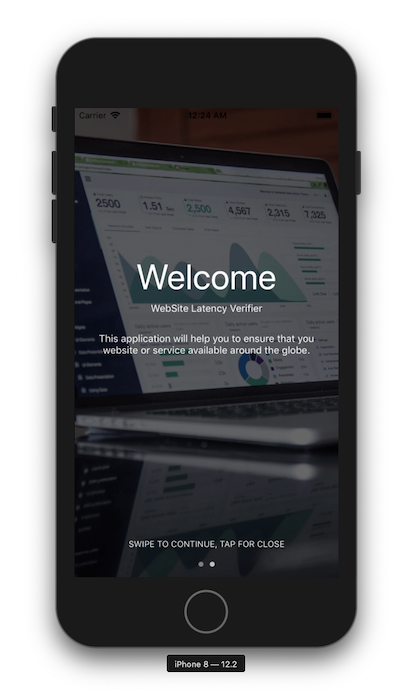 Carrier 12:24 AM
2500 1.51 2,500 4,567 2,315 7,325
Welcome
WebSite Latency Verifier
This application will help you to ensure that you
website or service available around the globe.
SWIPE TO CONTINUE, TAP FOR CLOSE
iPhone 8 — 12.2